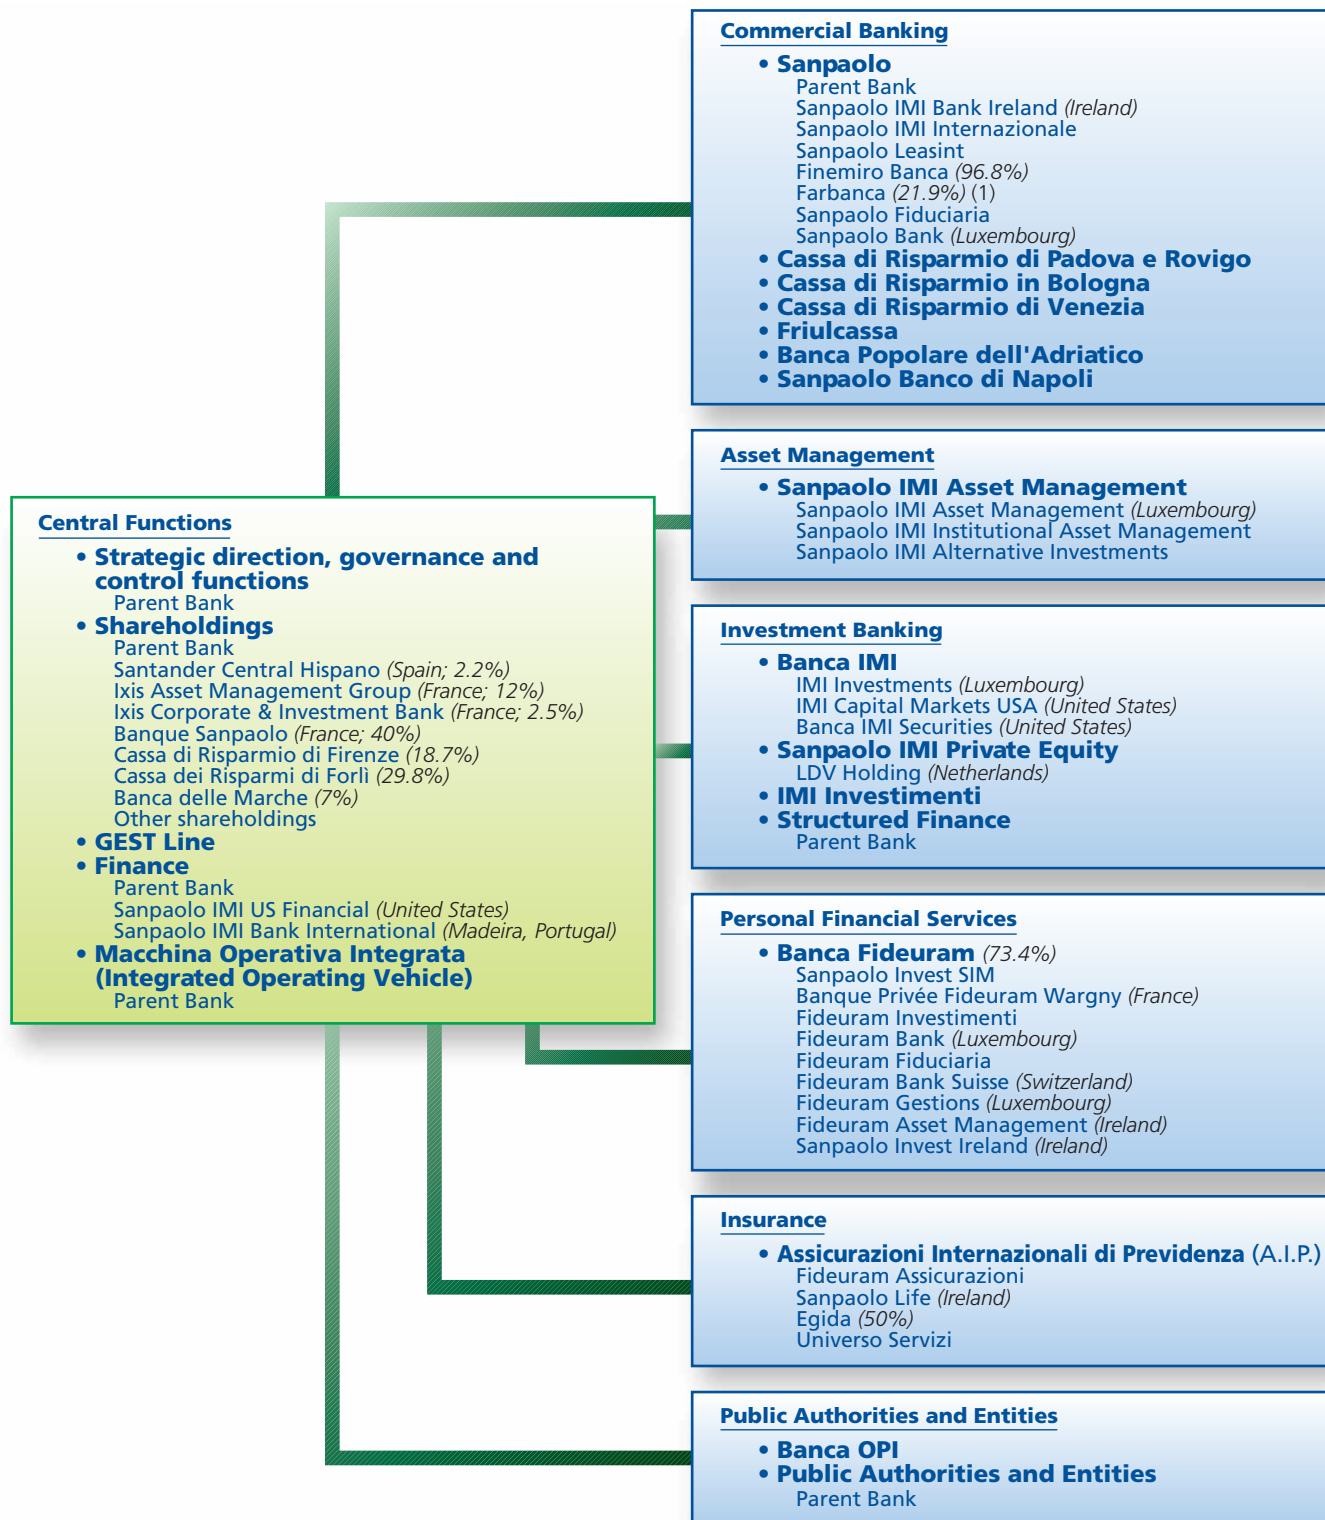 Commercial Banking
• Sanpaolo
Parent Bank
Sanpaolo IMI Bank Ireland (Ireland)
Sanpaolo IMI Internazionale
Sanpaolo Leasint
Finemiro Banca (96.8%)
Farbanca (21.9%) (1)
Sanpaolo Fiduciaria
Sanpaolo Bank (Luxembourg)
• Cassa di Risparmio di Padova e Rovigo
• Cassa di Risparmio in Bologna
• Cassa di Risparmio di Venezia
• Friulcassa
• Banca Popolare dell'Adriatico
• Sanpaolo Banco di Napoli
Asset Management
• Sanpaolo IMI Asset Management
Sanpaolo IMI Asset Management (Luxembourg)
Sanpaolo IMI Institutional Asset Management
Sanpaolo IMI Alternative Investments
Central Functions
• Strategic direction, governance and
control functions
Parent Bank
• Shareholdings
Parent Bank
Santander Central Hispano (Spain; 2.2%)
Ixis Asset Management Group (France; 12%)
Ixis Corporate & Investment Bank (France; 2.5%)
Banque Sanpaolo (France; 40%)
Cassa di Risparmio di Firenze (18.7%)
Cassa dei Risparmi di Forlì (29.8%)
Banca delle Marche (7%)
Other shareholdings
• GEST Line
• Finance
Parent Bank
Sanpaolo IMI US Financial (United States)
Sanpaolo IMI Bank International (Madeira, Portugal)
• Macchina Operativa Integrata
(Integrated Operating Vehicle)
Parent Bank
Investment Banking
• Banca IMI
IMI Investments (Luxembourg)
IMI Capital Markets USA (United States)
Banca IMI Securities (United States)
• Sanpaolo IMI Private Equity
LDV Holding (Netherlands)
• IMI Investimenti
• Structured Finance
Parent Bank
Personal Financial Services
• Banca Fideuram (73.4%)
Sanpaolo Invest SIM
Banque Privée Fideuram Wargny (France)
Fideuram Investimenti
Fideuram Bank (Luxembourg)
Fideuram Fiduciaria
Fideuram Bank Suisse (Switzerland)
Fideuram Gestions (Luxembourg)
Fideuram Asset Management (Ireland)
Sanpaolo Invest Ireland (Ireland)
Insurance
• Assicurazioni Internazionali di Previdenza (A.I.P.)
Fideuram Assicurazioni
Sanpaolo Life (Ireland)
Egida (50%)
Universo Servizi
Public Authorities and Entities
• Banca OPI
• Public Authorities and Entities
Parent Bank